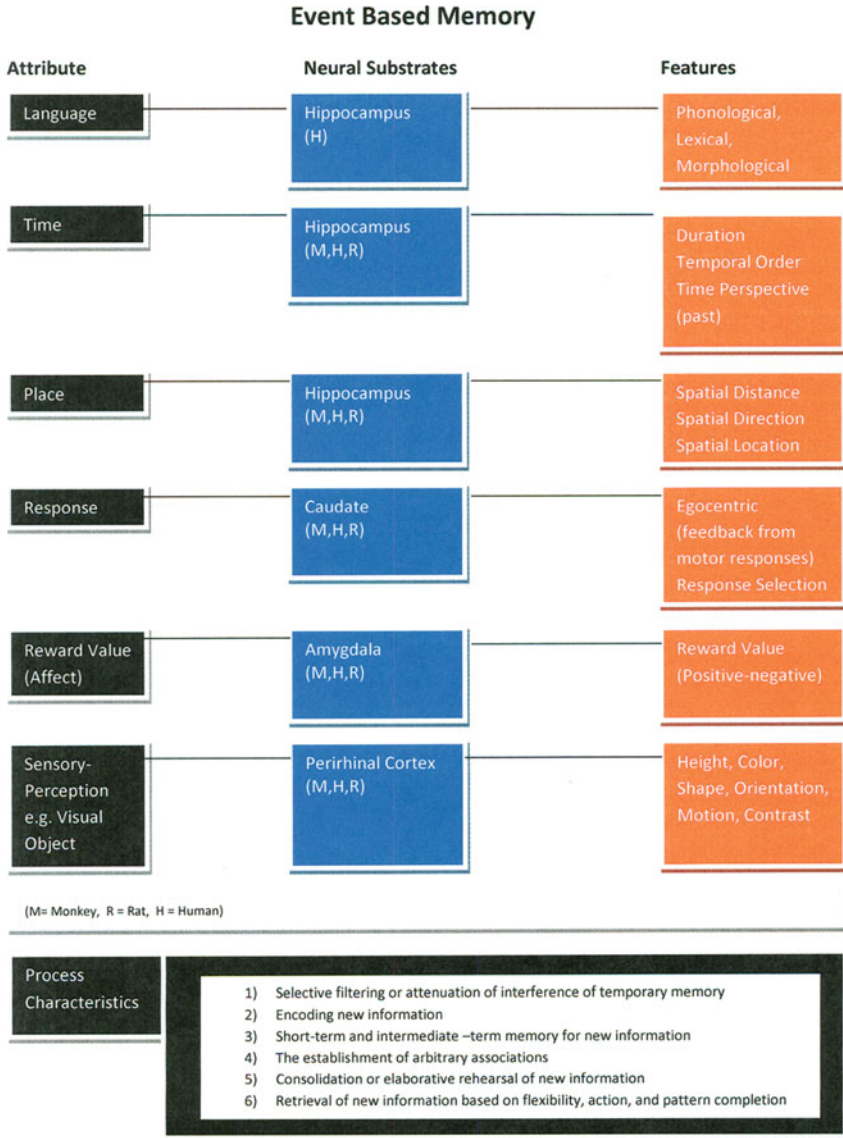 Event Based Memory
Attribute
Neural Substrates
Features
Language
Hippocampus
(H)
Phonological,
Lexical,
Morphological
Time
Hippocampus
(M,H,R)
Duration
Temporal Order
Time Perspective
(past)
Place
Hippocampus
(M,H,R)
Spatial Distance
Spatial Direction
Spatial Location
Response
Caudate
(M,H,R)
Egocentric
(feedback from
motor responses)
Response Selection
Reward Value
(Affect)
Amygdala
(M,H,R)
Reward Value
(Positive-negative)
Sensory-
Perception
e.g. Visual
Object
Perirhinal Cortex
(M,H,R)
Height, Color,
Shape, Orientation,
Motion, Contrast
(M= Monkey, R = Rat, H = Human)
Process
Characteristics
1) Selective filtering or attenuation of interference of temporary memory
2) Encoding new information
3) Short-term and intermediate –term memory for new information
4) The establishment of arbitrary associations
5) Consolidation or elaborative rehearsal of new information
6) Retrieval of new information based on flexibility, action, and pattern completion